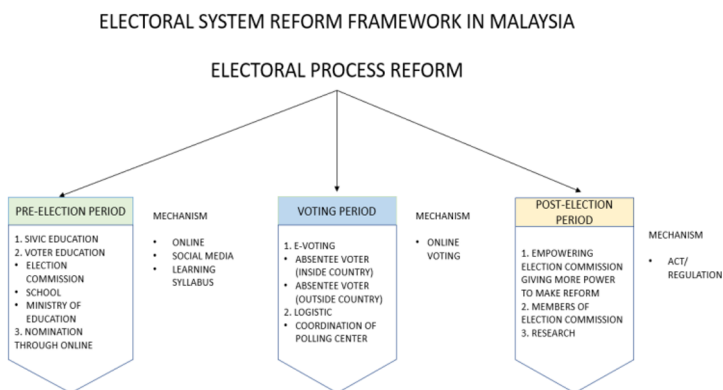 ELECTORAL SYSTEM REFORM FRAMEWORK IN MALAYSIA
ELECTORAL PROCESS REFORM
PRE-ELECTION PERIOD
1. SIVIC EDUCATION
2. VOTER EDUCATION
• ELECTION
COMMISSION
• SCHOOL
• MINISTRY OF
EDUCATION
3. NOMINATION
THROUGH ONLINE
MECHANISM
• ONLINE
• SOCIAL MEDIA
• LEARNING
SYLLABUS
VOTING PERIOD
1. E-VOTING
• ABSENTEE VOTER
(INSIDE COUNTRY)
• ABSENTEE VOTER
(OUTSIDE COUNTRY)
2. LOGISTIC
• COORDINATION OF
POLLING CENTER
MECHANISM
• ONLINE
VOTING
POST-ELECTION
PERIOD
1. EMPOWERING
ELECTION COMMISSION
GIVING MORE POWER
TO MAKE REFORM
2. MEMBERS OF
ELECTION COMMISSION
3. RESEARCH
MECHANISM
• ACT/
REGULATION